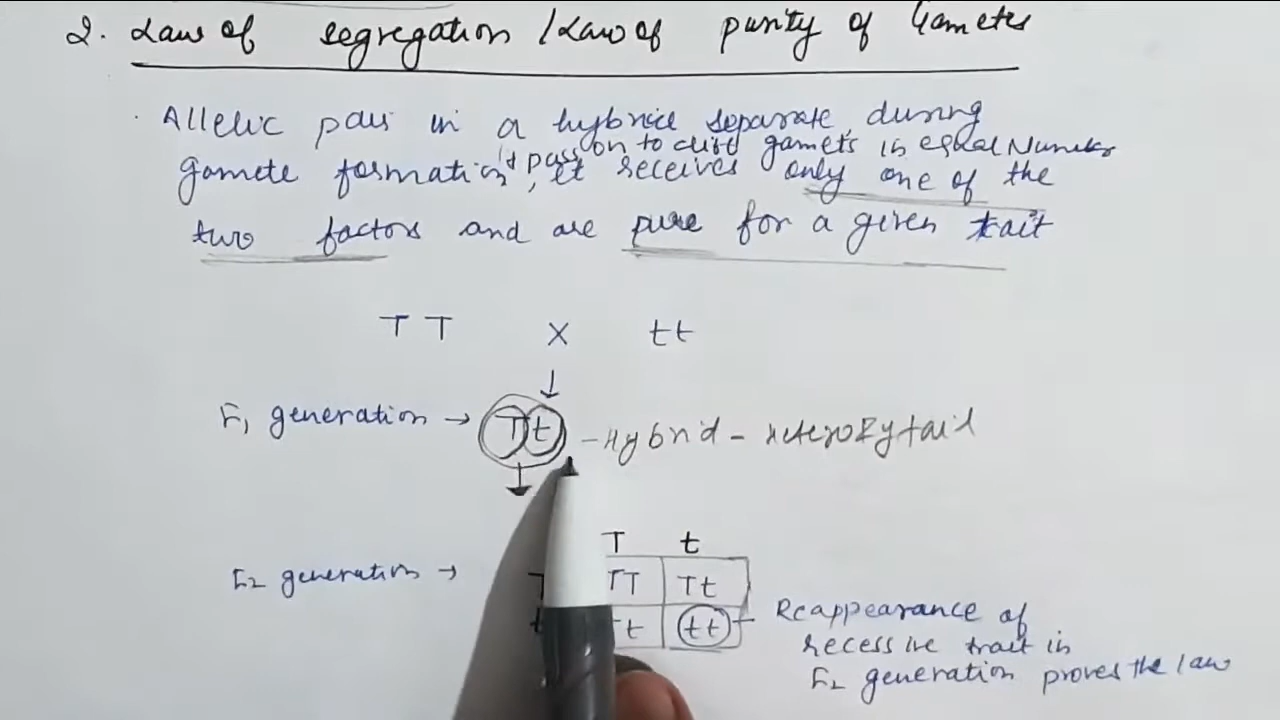 2. Law of segregation / Law of purity of Gametes
Allelic pair in a hybrid separate during
pass on to diff gamets in equal Number
gamete formation, it receives only one of the
two factors and are pure for a given trait
TT X tt
F1 generation → Tt - Hybrid -
T t
F2 generation → TT Tt
t tt
Reappearance of
recessive trait in
F2 generation proves the law